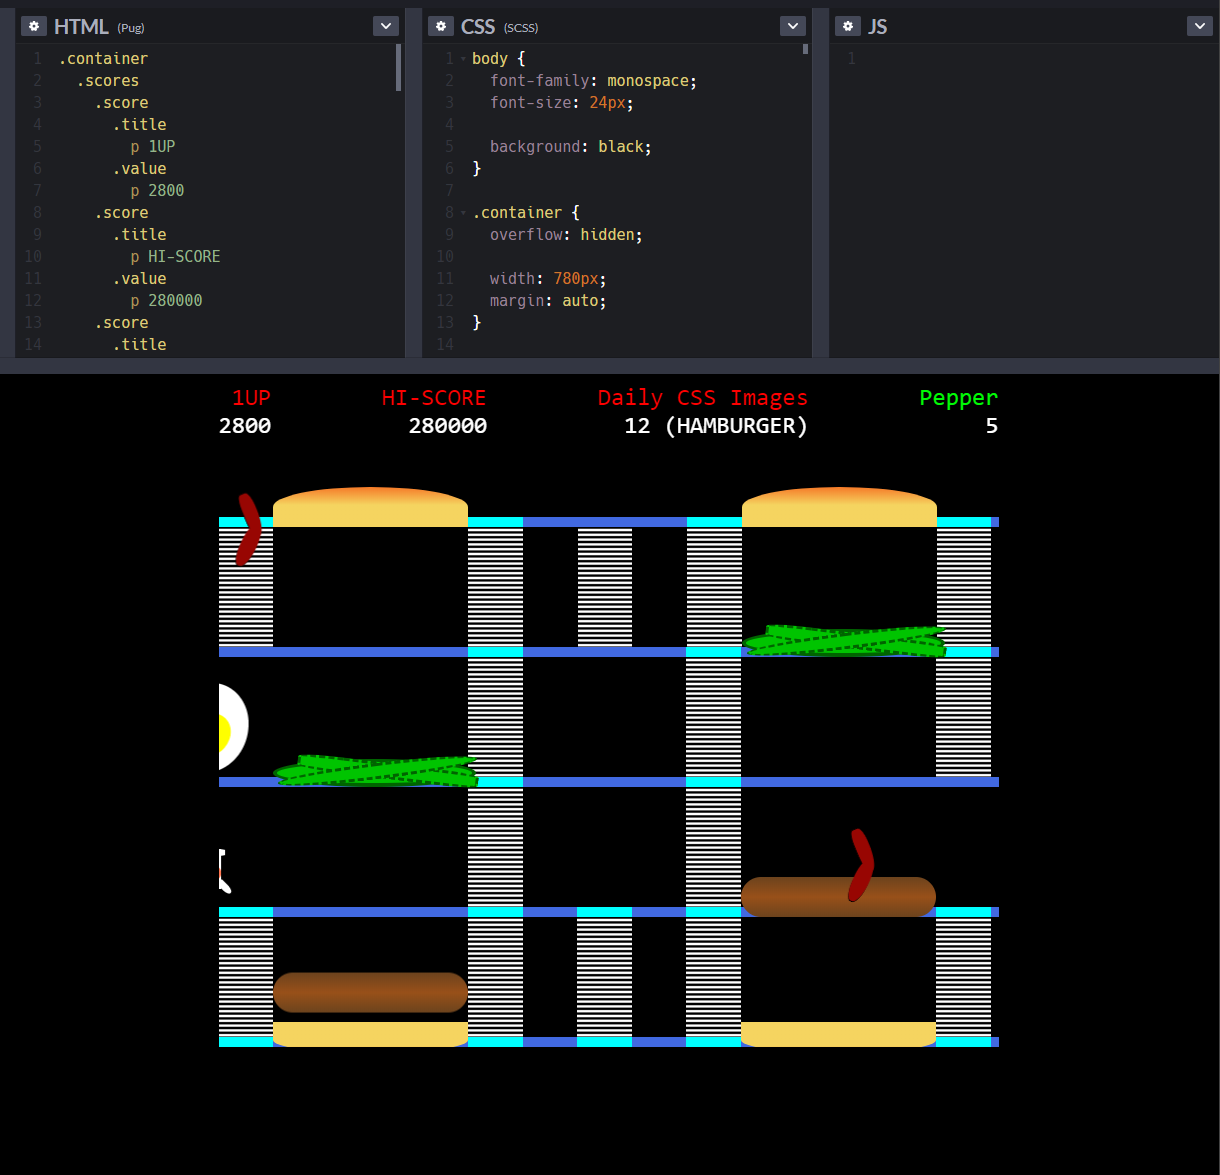 HTML (Pug)
1 .container
2 .scores
3 .score
4 .title
5 p 1UP
6 .value
7 p 2800
8 .score
9 .title
10 p HI-SCORE
11 .value
12 p 280000
13 .score
14 .title
CSS (SCSS)
1 body {
2 font-family: monospace;
3 font-size: 24px;
4
5 background: black;
6 }
7
8 .container {
9 overflow: hidden;
10
11 width: 780px;
12 margin: auto;
13 }
14
JS
1
1UP HI-SCORE Daily CSS Images Pepper
2800 280000 12 (HAMBURGER) 5